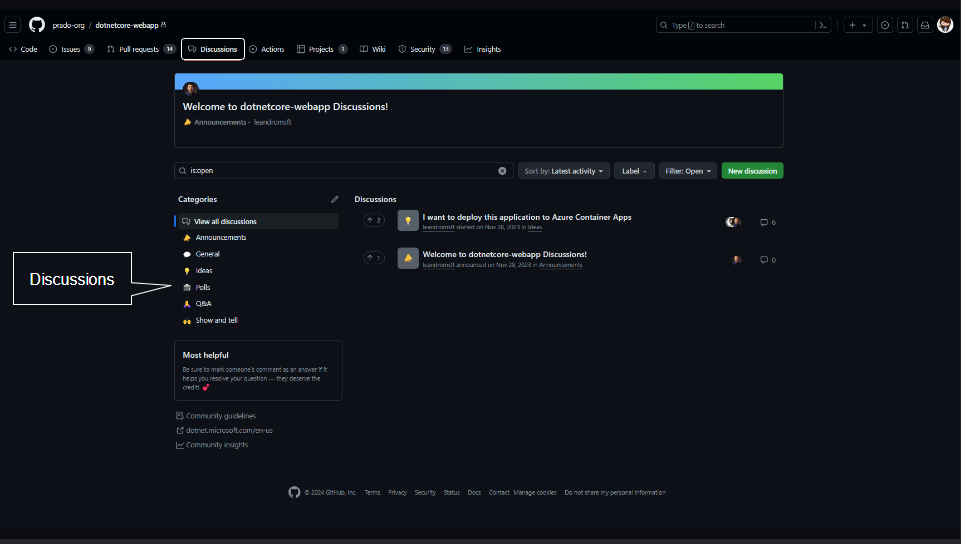 prado-org / dotnetcore-webapp
Type / to search
Code
Issues 9
Pull requests 14
Discussions
Actions
Projects 1
Wiki
Security 13
Insights
Welcome to dotnetcore-webapp Discussions!
Announcements · leandromsft
is:open
Sort by: Latest activity
Label
Filter: Open
New discussion
Categories
View all discussions
Announcements
General
Ideas
Polls
Q&A
Show and tell
Discussions
Most helpful
Be sure to mark someone's comment as an answer if it
helps you resolve your question — they deserve the
credit! 💕
Community guidelines
dotnet.microsoft.com/en-us
Community insights
Discussions
2
I want to deploy this application to Azure Container Apps
leandromsft started on Nov 28, 2023 in Ideas
6
1
Welcome to dotnetcore-webapp Discussions!
leandromsft announced on Nov 28, 2023 in Announcements
0
© 2024 GitHub, Inc. Terms Privacy Security Status Docs Contact Manage cookies Do not share my personal information